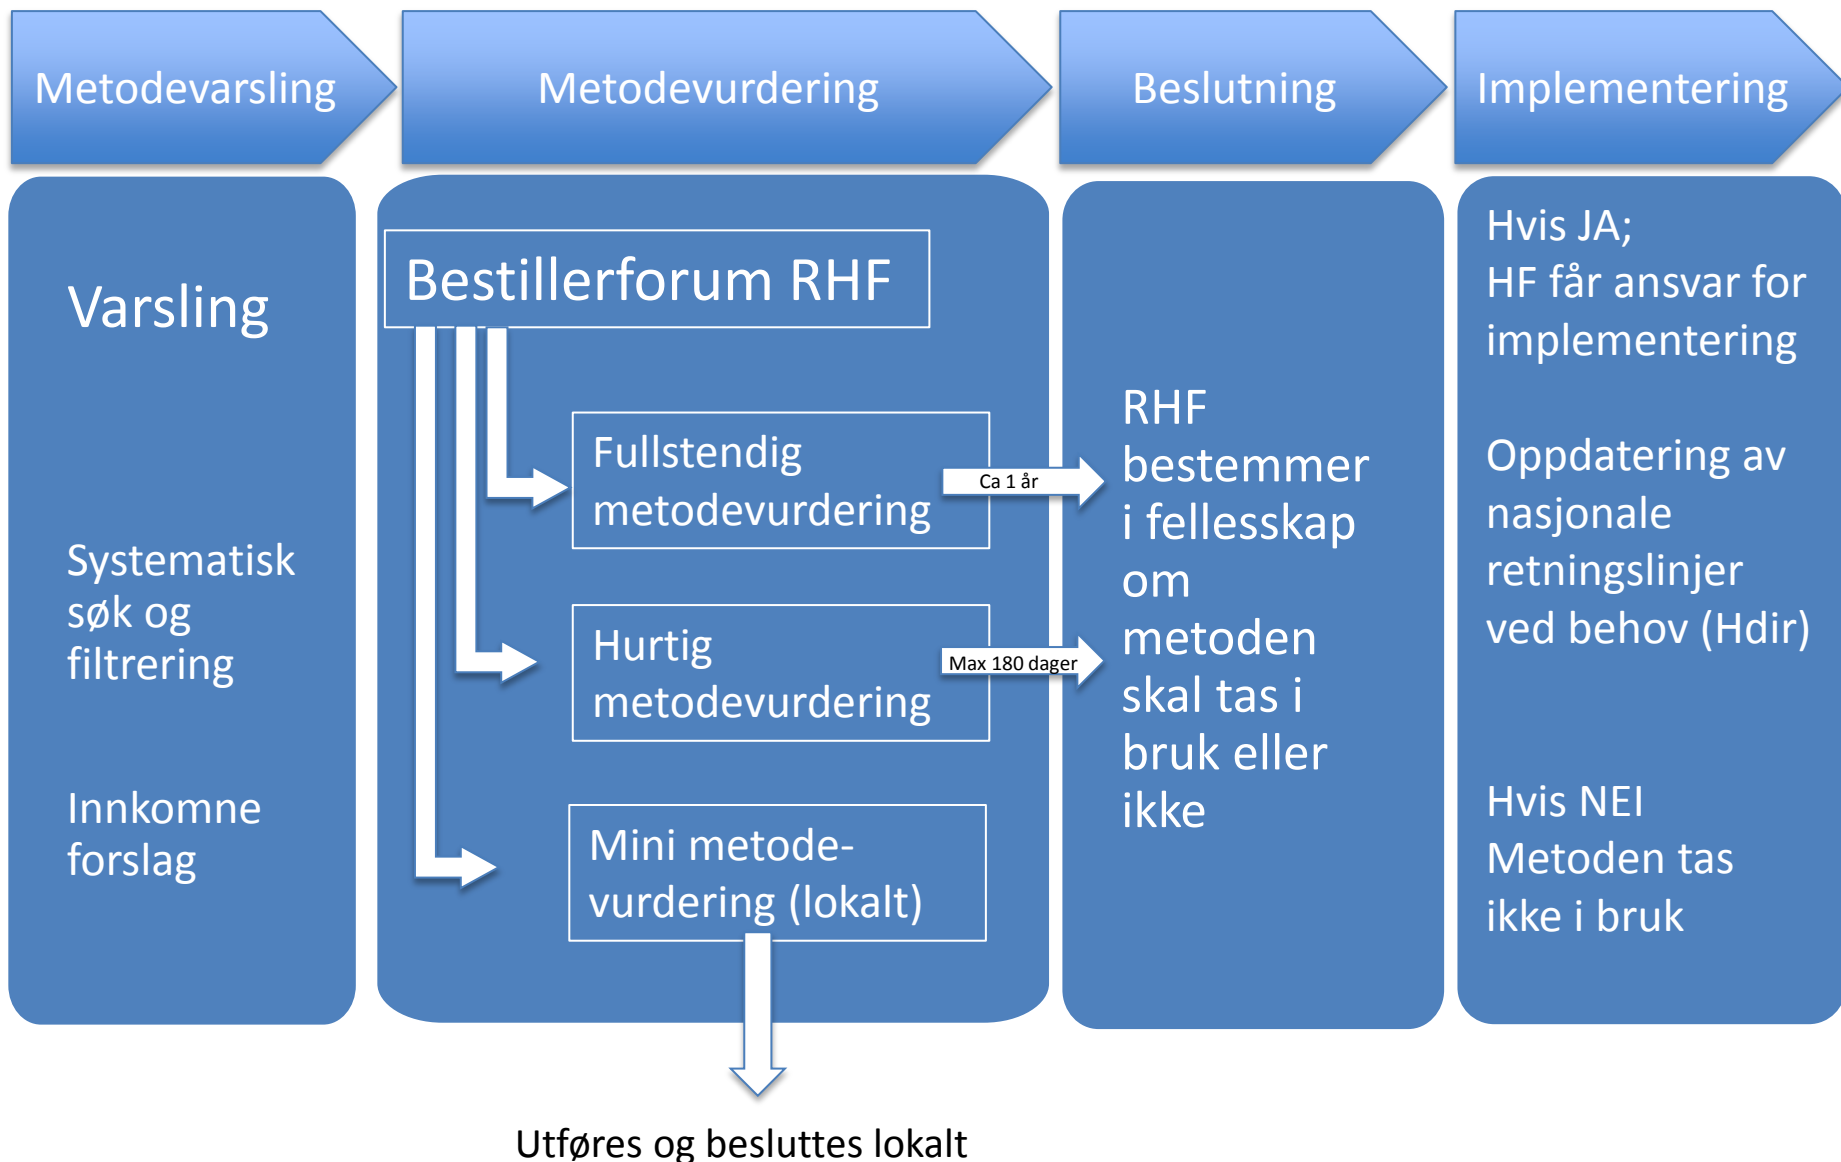 Metodevarsling
Metodevurdering
Beslutning
Implementering
Varsling
Systematisk
søk og
filtrering
Innkomne
forslag
Bestillerforum RHF
Fullstendig
metodevurdering
Ca 1 år
Hurtig
metodevurdering
Max 180 dager
Mini metode-
vurdering (lokalt)
Utføres og besluttes lokalt
RHF
bestemmer
i fellesskap
om
metoden
skal tas i
bruk eller
ikke
Hvis JA;
HF får ansvar for
implementering
Oppdatering av
nasjonale
retningslinjer
ved behov (Hdir)
Hvis NEI
Metoden tas
ikke i bruk